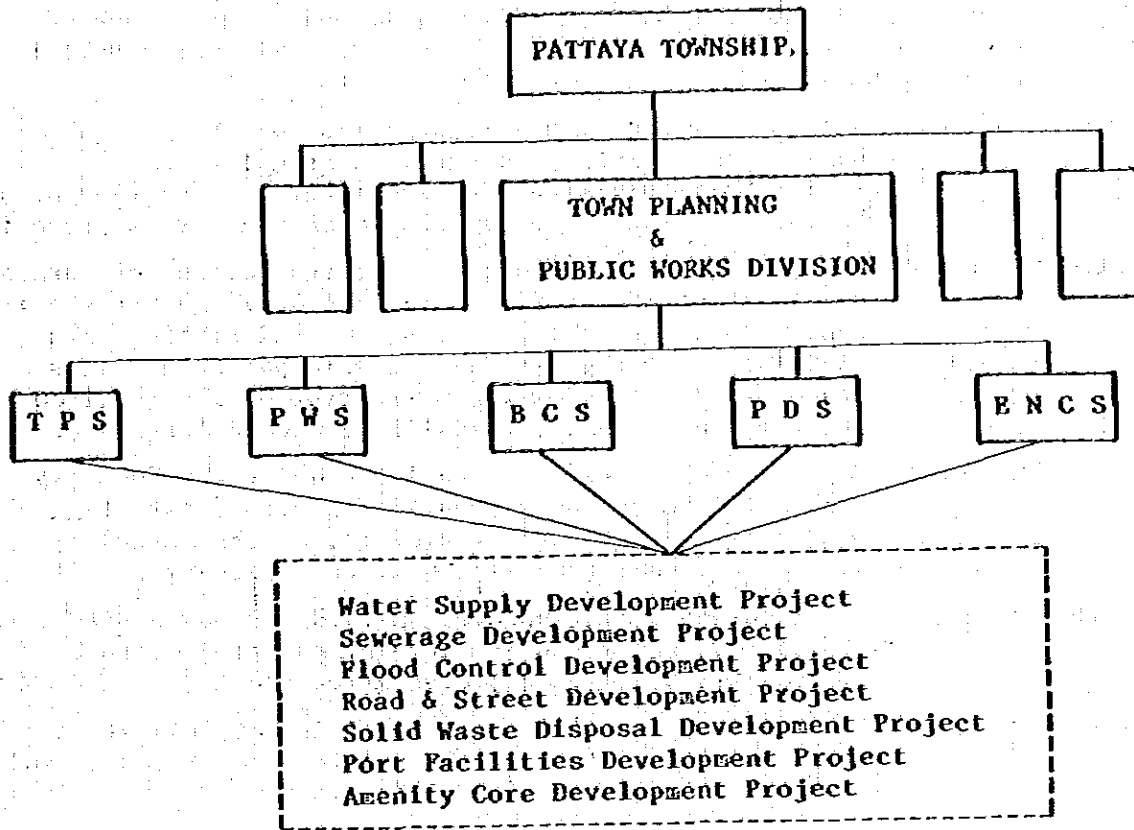 PATTAYA TOWNSHIP.
TOWN PLANNING
&
PUBLIC WORKS DIVISION
T P S
P W S
B C S
P D S
E N C S
Water Supply Development Project
Sewerage Development Project
Flood Control Development Project
Road & Street Development Project
Solid Waste Disposal Development Project
Port Facilities Development Project
Amenity Core Development Project